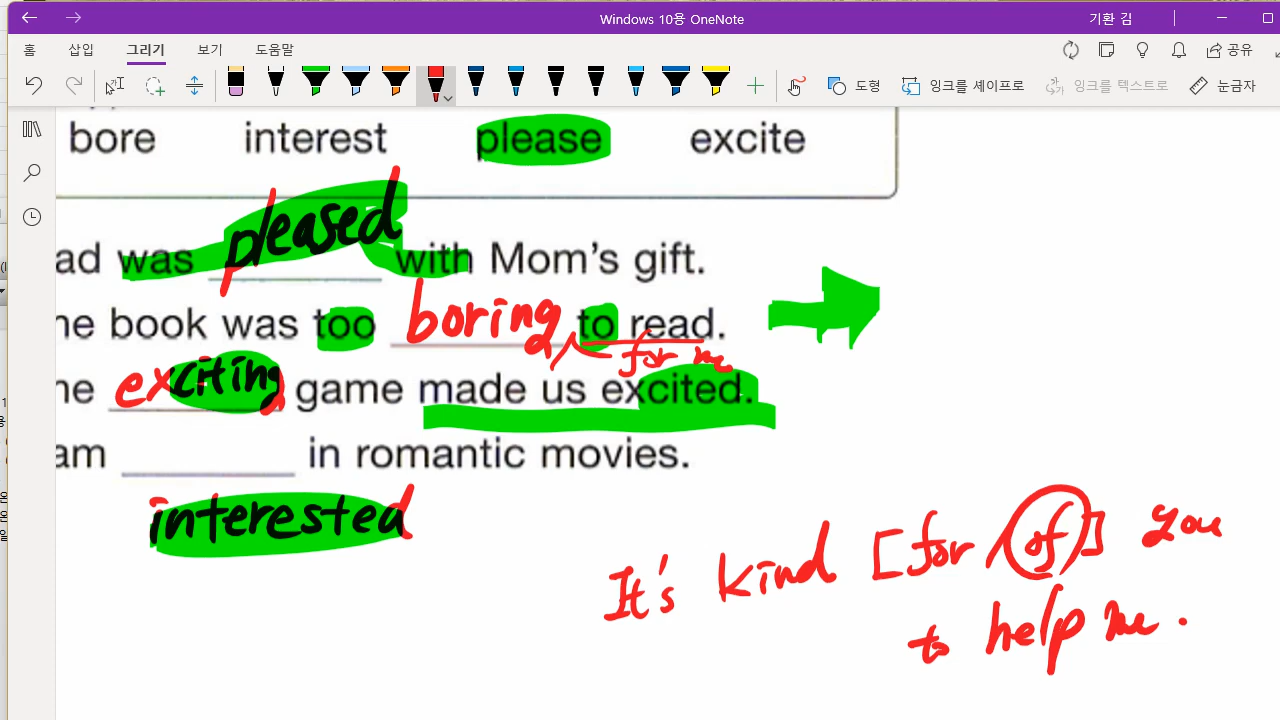 Windows 10용 OneNote
기환 김
홈 삽입 그리기 보기 도움말
공유
도형 잉크를 셰이프로 잉크를 텍스트로 눈금자
bore interest please excite
pleased
ad was with Mom's gift.
he book was too boring to read.
for me
he exciting game made us excited.
am in romantic movies.
interested
It's kind [for / of] you
to help me.